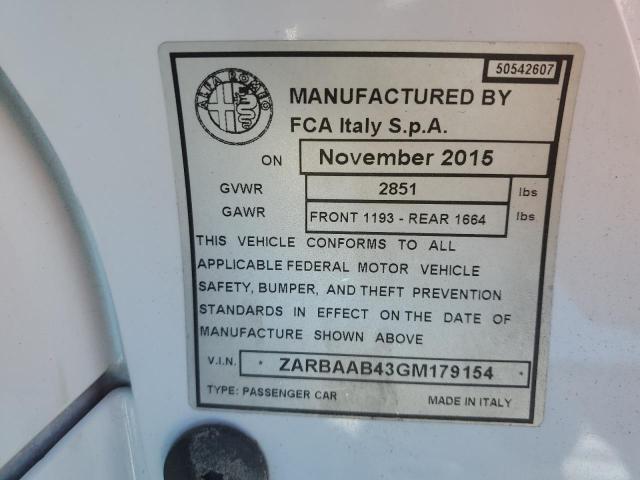 50542607
ALFA ROMEO
MANUFACTURED BY
FCA Italy S.p.A.
ON November 2015
GVWR 2851 lbs
GAWR FRONT 1193 - REAR 1664 lbs
THIS VEHICLE CONFORMS TO ALL
APPLICABLE FEDERAL MOTOR VEHICLE
SAFETY, BUMPER, AND THEFT PREVENTION
STANDARDS IN EFFECT ON THE DATE OF
MANUFACTURE SHOWN ABOVE
V.I.N. * ZARBAAB43GM179154 *
TYPE: PASSENGER CAR MADE IN ITALY